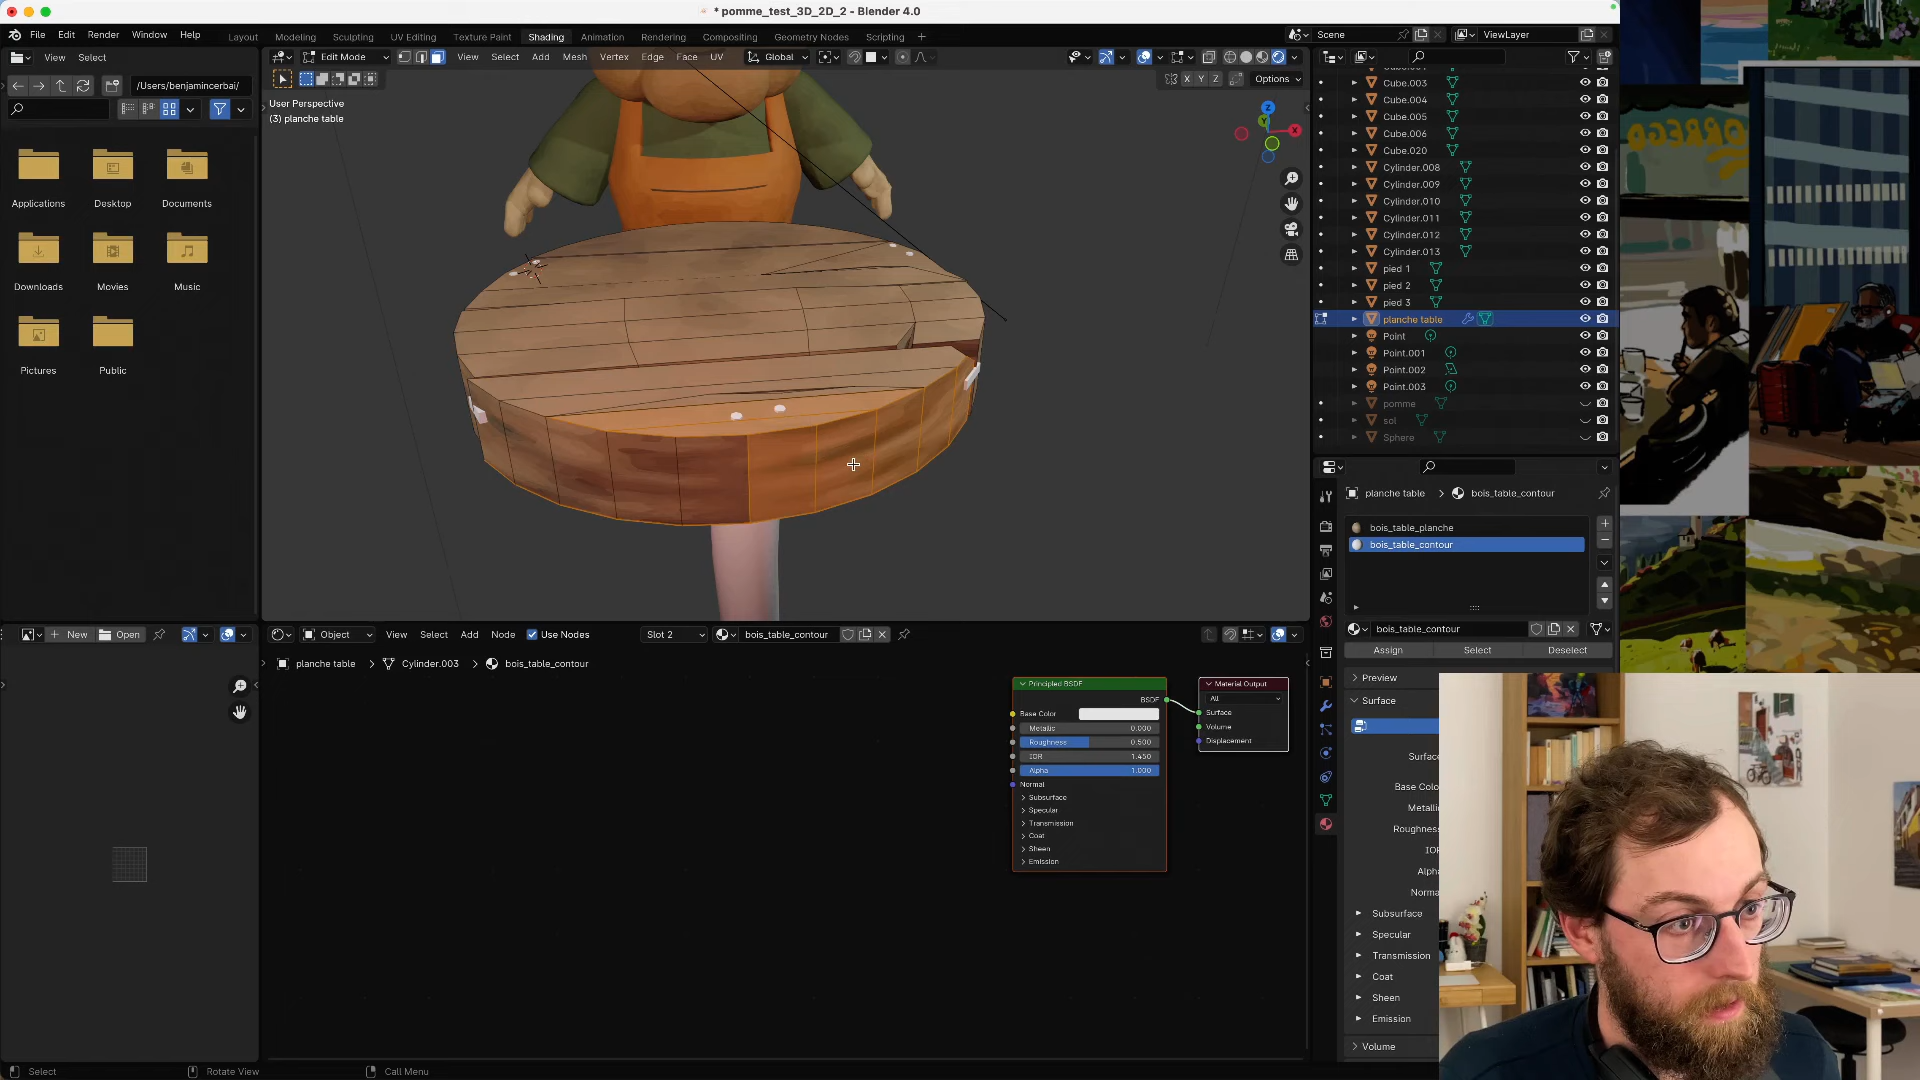 * pomme_test_3D_2D_2 - Blender 4.0
File Edit Render Window Help
Layout Modeling Sculpting UV Editing Texture Paint Shading Animation Rendering Compositing Geometry Nodes Scripting +
Scene
ViewLayer
View Select
Edit Mode View Select Add Mesh Vertex Edge Face UV
Global
/Users/benjamincerbai/
X Y Z Options
User Perspective
(3) planche table
Applications Desktop Documents
Downloads Movies Music
Pictures Public
Z
X
Cube.003
Cube.004
Cube.005
Cube.006
Cube.020
Cylinder.008
Cylinder.009
Cylinder.010
Cylinder.011
Cylinder.012
Cylinder.013
pied 1
pied 2
pied 3
planche table
Point
Point.001
Point.002
Point.003
pomme
sol
Sphere
planche table > bois_table_contour
bois_table_planche
bois_table_contour
bois_table_contour
Assign Select Deselect
Preview
Surface
Base Colo
Metallic
Roughness
IOR
Alpha
Norma
Subsurface
Specular
Transmission
Coat
Sheen
Emission
Volume
+ New Open
Object View Select Add Node Use Nodes Slot 2 bois_table_contour
planche table > Cylinder.003 > bois_table_contour
Principled BSDF
BSDF
Base Color
Metallic 0.000
Roughness 0.500
IOR 1.450
Alpha 1.000
Normal
Subsurface
Specular
Transmission
Coat
Sheen
Emission
Material Output
All
Surface
Volume
Displacement
Select Rotate View Call Menu